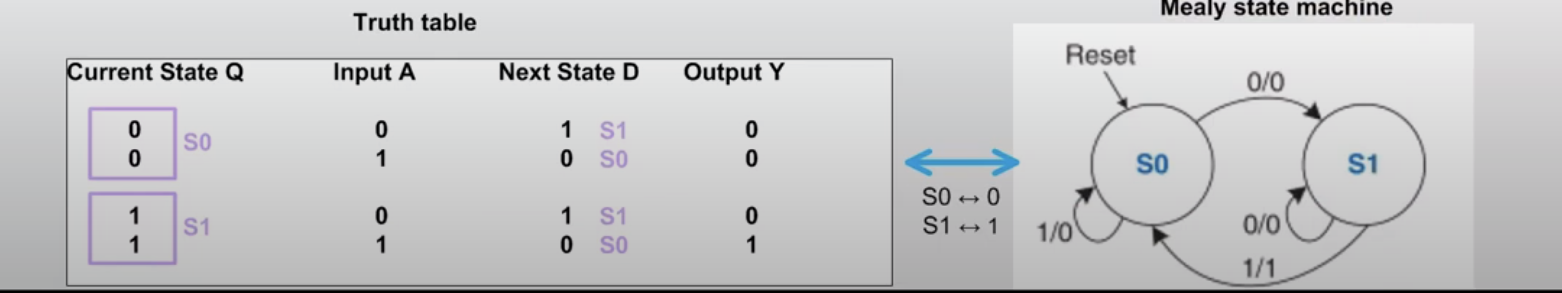 Truth table
Current State Q Input A Next State D Output Y
0 0 1 S1 0
S0
0 1 0 S0 0
1 0 1 S1 0
S1
1 1 0 S0 1
S0 ↔ 0
S1 ↔ 1
Mealy state machine
Reset
0/0
S0 S1
1/0 0/0
1/1